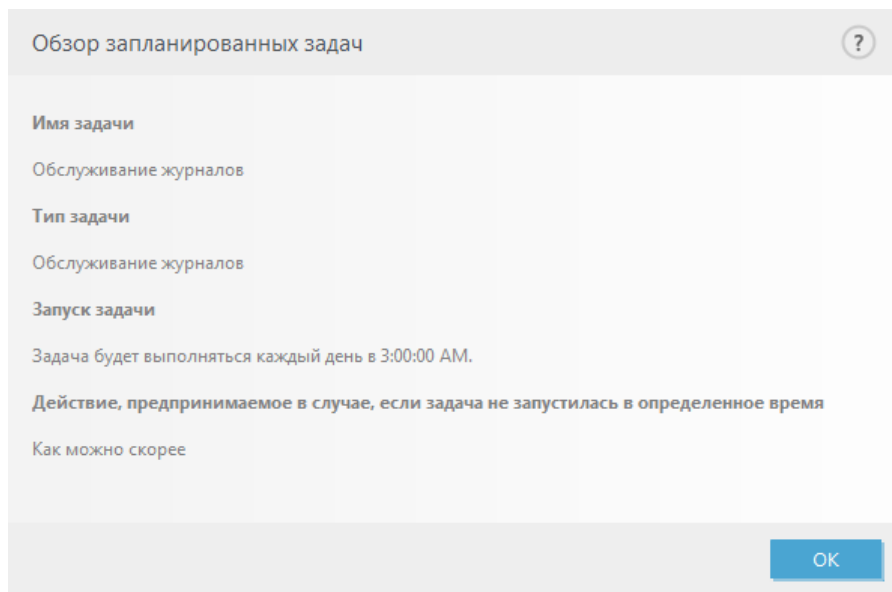 Обзор запланированных задач
?
Имя задачи
Обслуживание журналов
Тип задачи
Обслуживание журналов
Запуск задачи
Задача будет выполняться каждый день в 3:00:00 AM.
Действие, предпринимаемое в случае, если задача не запустилась в определенное время
Как можно скорее
OK